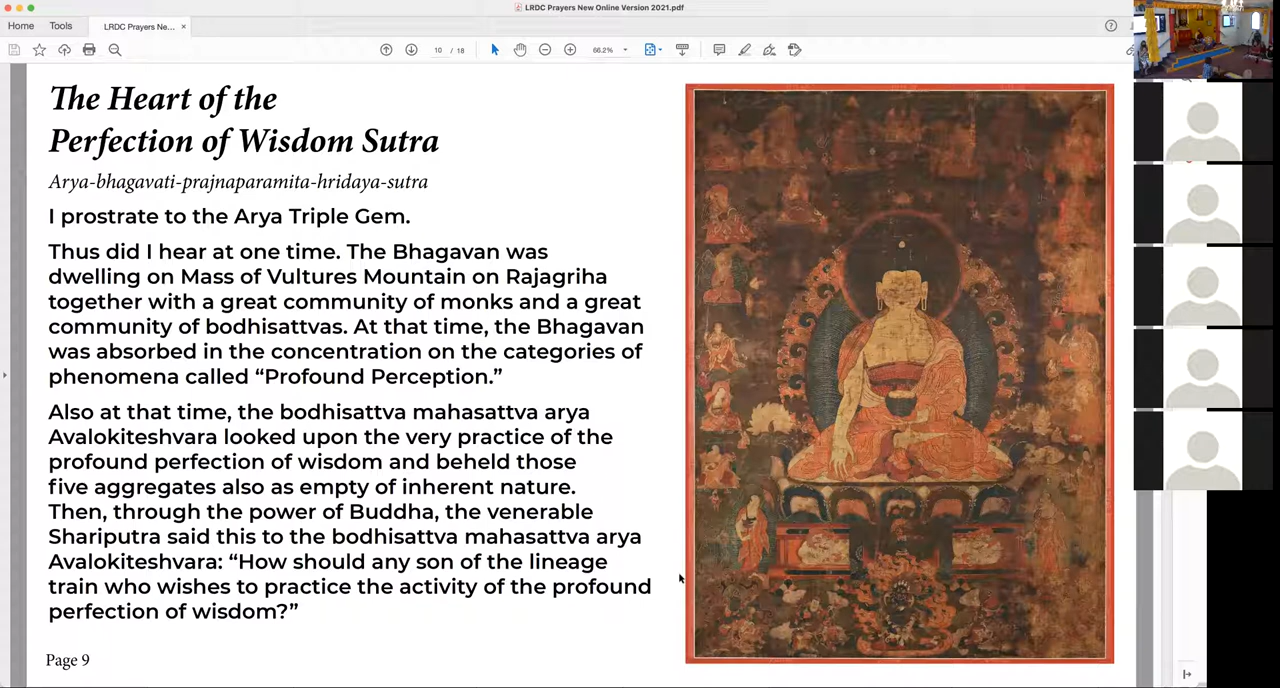 LRDC Prayers New Online Version 2021.pdf
Home Tools LRDC Prayers Ne... ×
10 / 18 66.2%
The Heart of the
Perfection of Wisdom Sutra
Arya-bhagavati-prajnaparamita-hridaya-sutra
I prostrate to the Arya Triple Gem.
Thus did I hear at one time. The Bhagavan was
dwelling on Mass of Vultures Mountain on Rajagriha
together with a great community of monks and a great
community of bodhisattvas. At that time, the Bhagavan
was absorbed in the concentration on the categories of
phenomena called “Profound Perception.”
Also at that time, the bodhisattva mahasattva arya
Avalokiteshvara looked upon the very practice of the
profound perfection of wisdom and beheld those
five aggregates also as empty of inherent nature.
Then, through the power of Buddha, the venerable
Shariputra said this to the bodhisattva mahasattva arya
Avalokiteshvara: “How should any son of the lineage
train who wishes to practice the activity of the profound
perfection of wisdom?”
Page 9